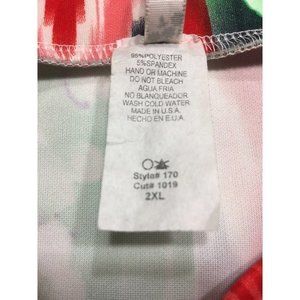 95%POLYESTER
5%SPANDEX
HAND OR MACHINE
DO NOT BLEACH
AGUA FRIA
NO BLANQUEADOR
WASH COLD WATER
MADE IN U.S.A.
HECHO EN E.U.A.
Style# 170
Cut# 1019
2XL